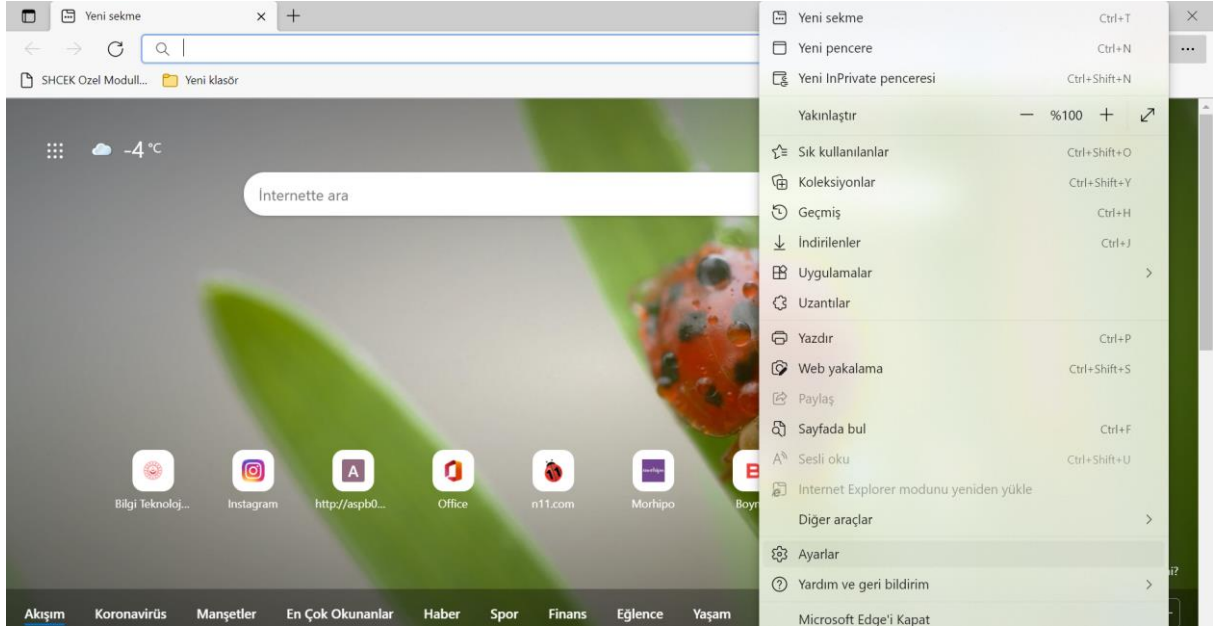 Yeni sekme
SHCEK Ozel Modull... Yeni klasör
-4 °C
İnternette ara
Bilgi Teknoloj... Instagram http://aspb0... Office n11.com Morhipo
Akışım Koronavirüs Manşetler En Çok Okunanlar Haber Spor Finans Eğlence Yaşam
Yeni sekme Ctrl+T
Yeni pencere Ctrl+N
Yeni InPrivate penceresi Ctrl+Shift+N
Yakınlaştır — %100 +
Sık kullanılanlar Ctrl+Shift+O
Koleksiyonlar Ctrl+Shift+Y
Geçmiş Ctrl+H
İndirilenler Ctrl+J
Uygulamalar
Uzantılar
Yazdır Ctrl+P
Web yakalama Ctrl+Shift+S
Paylaş
Sayfada bul Ctrl+F
Sesli oku Ctrl+Shift+U
Internet Explorer modunu yeniden yükle
Diğer araçlar
Ayarlar
Yardım ve geri bildirim
Microsoft Edge'i Kapat